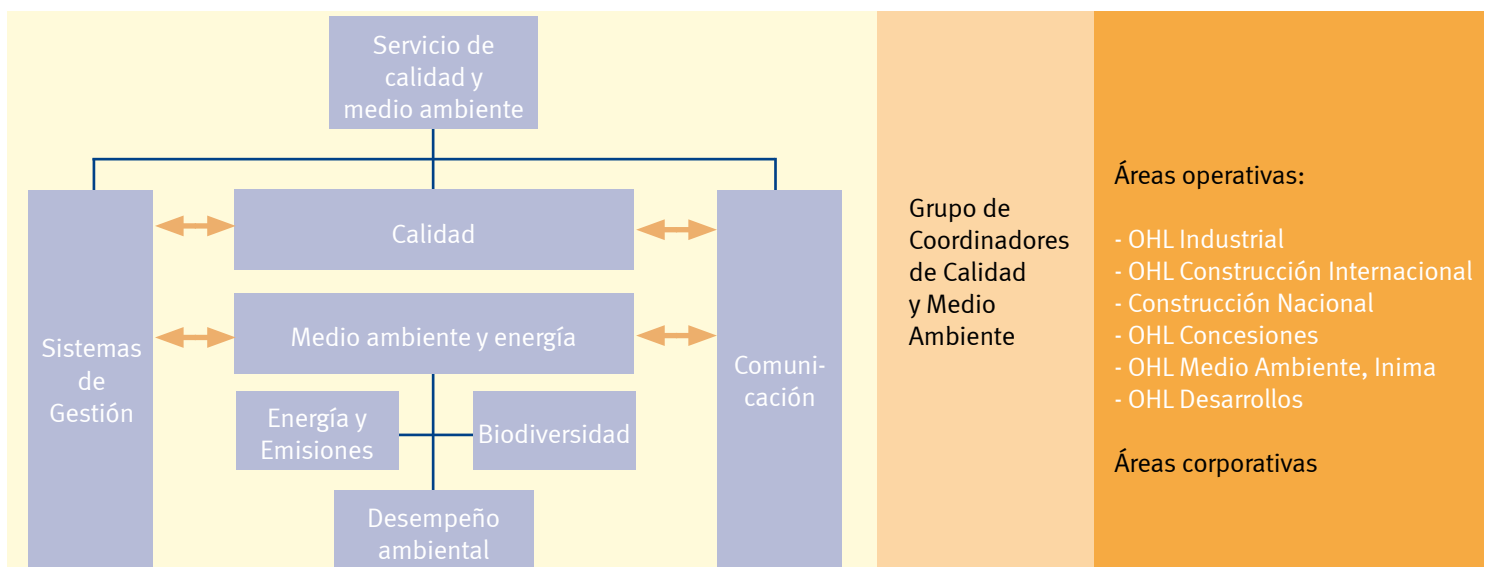 Servicio de
calidad y
medio ambiente
Sistemas
de
Gestión
Calidad
Medio ambiente y energía
Energía y
Emisiones
Biodiversidad
Desempeño
ambiental
Comuni-
cación
Grupo de
Coordinadores
de Calidad
y Medio
Ambiente
Áreas operativas:
- OHL Industrial
- OHL Construcción Internacional
- Construcción Nacional
- OHL Concesiones
- OHL Medio Ambiente, Inima
- OHL Desarrollos
Áreas corporativas